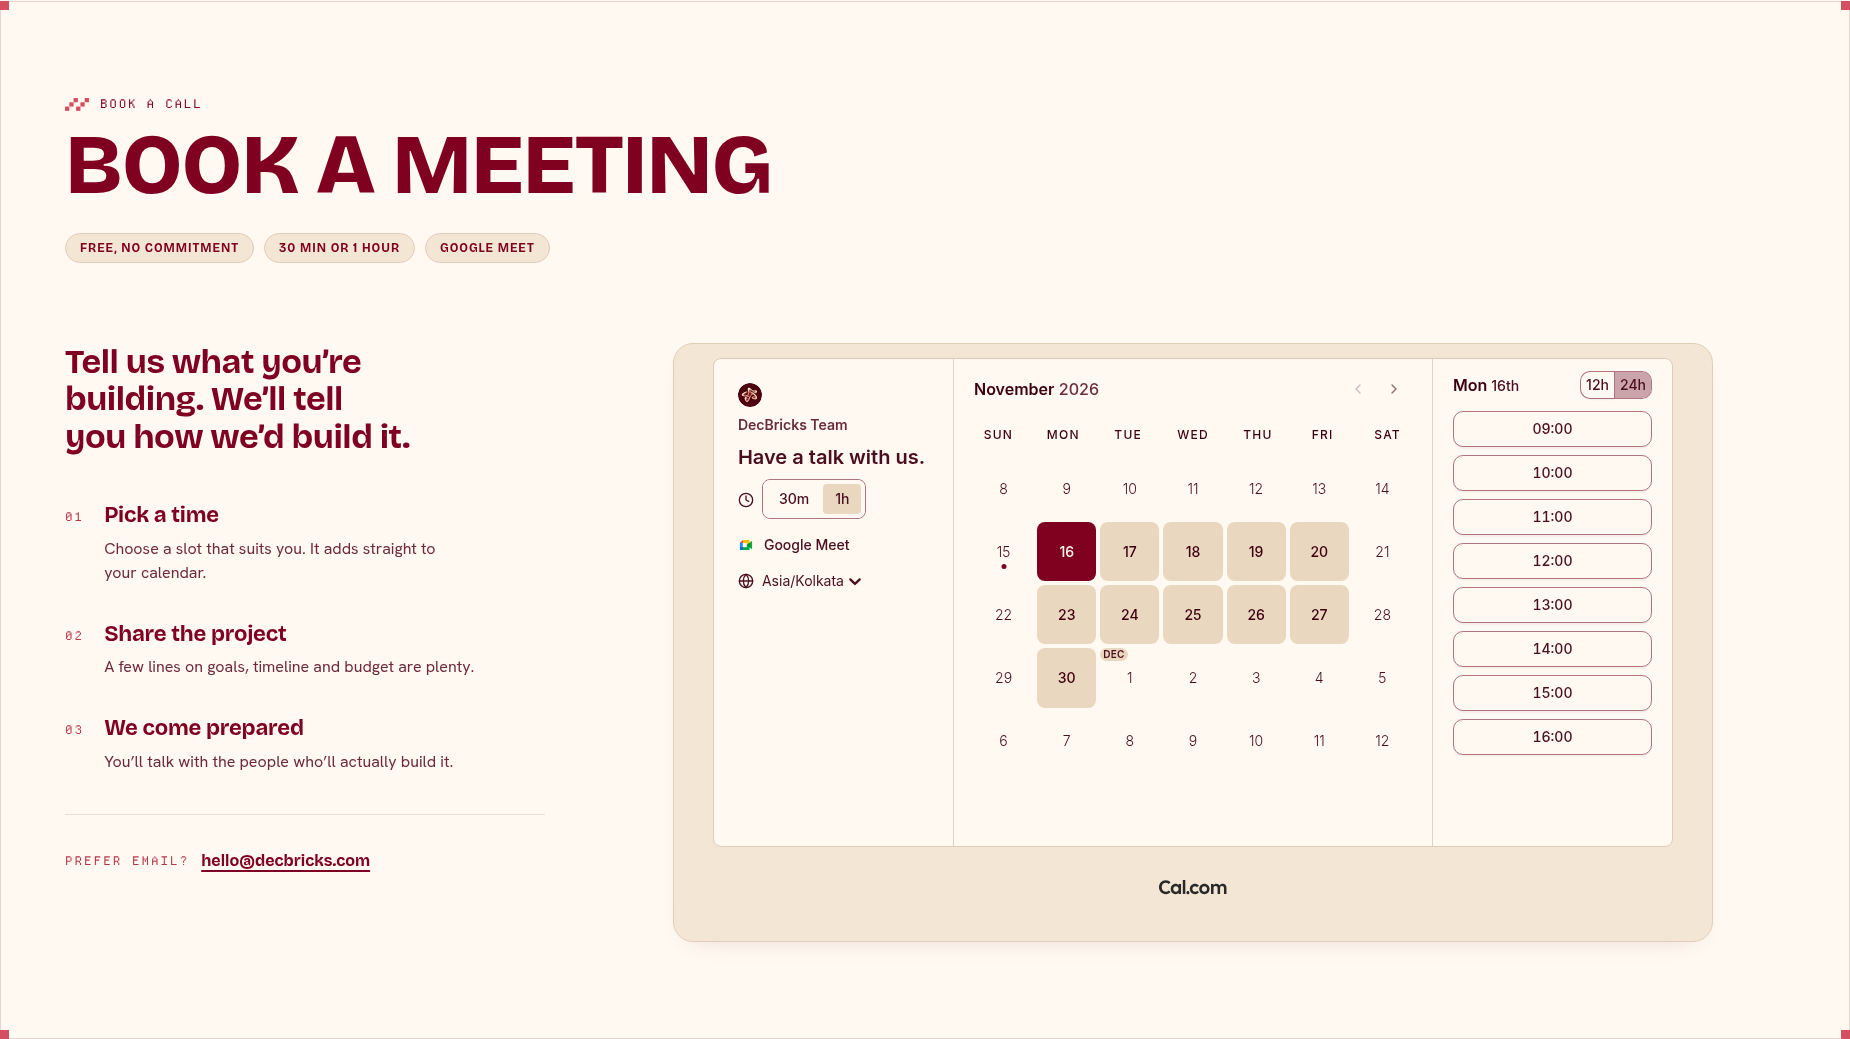 BOOK A CALL
BOOK A MEETING
FREE, NO COMMITMENT
30 MIN OR 1 HOUR
GOOGLE MEET
Tell us what you’re
building. We’ll tell
you how we’d build it.
01 Pick a time
Choose a slot that suits you. It adds straight to
your calendar.
02 Share the project
A few lines on goals, timeline and budget are plenty.
03 We come prepared
You’ll talk with the people who’ll actually build it.
PREFER EMAIL? hello@decbricks.com
DecBricks Team
Have a talk with us.
30m 1h
Google Meet
Asia/Kolkata
November 2026
SUN MON TUE WED THU FRI SAT
8 9 10 11 12 13 14
15 16 17 18 19 20 21
22 23 24 25 26 27 28
DEC
29 30 1 2 3 4 5
6 7 8 9 10 11 12
Mon 16th
12h 24h
09:00
10:00
11:00
12:00
13:00
14:00
15:00
16:00
Cal.com